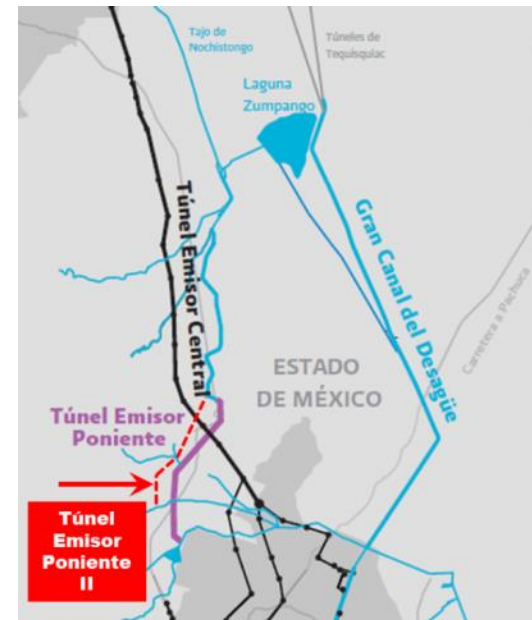 Tajo de
Nochistongo
Túneles de
Tequisquiac
Laguna
Zumpango
Túnel Emisor Central
Gran Canal del Desagüe
Carretera a Pachuca
ESTADO
DE MÉXICO
Túnel Emisor
Poniente
Túnel
Emisor
Poniente
II